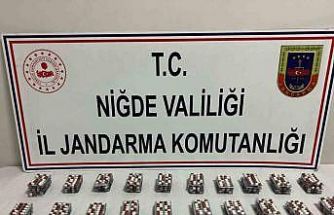 T.C.
NİĞDE VALİLİĞİ
İL JANDARMA KOMUTANLIĞI